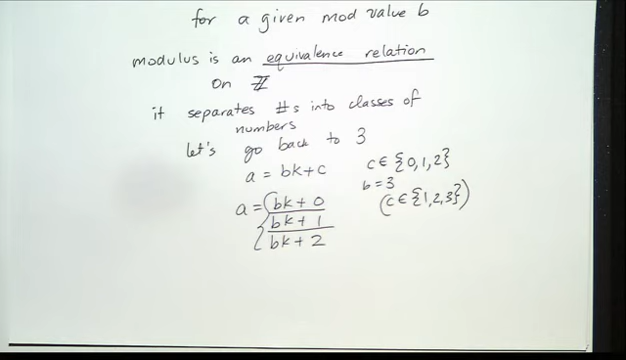 for a given mod value b
modulus is an equivalence relation
on ℤ
it separates #s into classes of
numbers
let's go back to 3
a = bk+c
c ∈ {0,1,2}
b = 3
(c ∈ {1,2,3})
a = { bk + 0
bk + 1
bk + 2